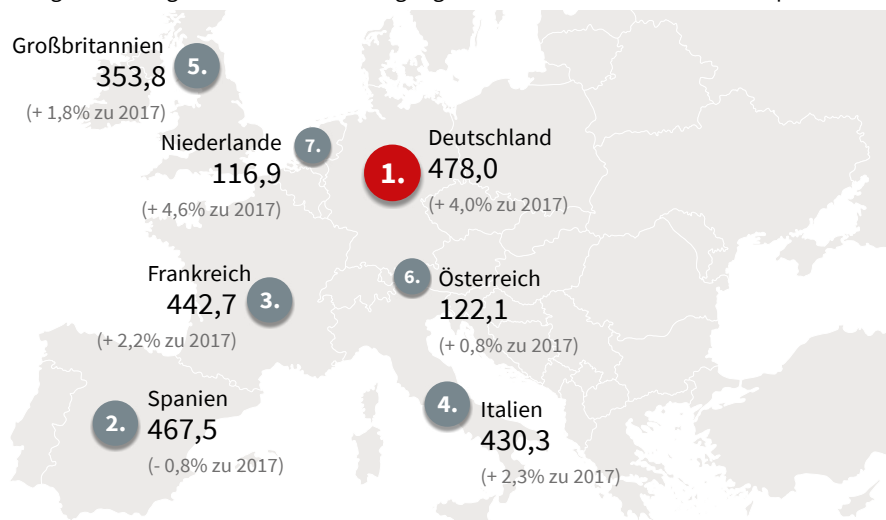 Großbritannien
5.
353,8
(+ 1,8% zu 2017)
Niederlande
7.
116,9
(+ 4,6% zu 2017)
Deutschland
1.
478,0
(+ 4,0% zu 2017)
Frankreich
442,7
3.
(+ 2,2% zu 2017)
6.
Österreich
122,1
(+ 0,8% zu 2017)
Spanien
2.
467,5
(- 0,8% zu 2017)
4.
Italien
430,3
(+ 2,3% zu 2017)